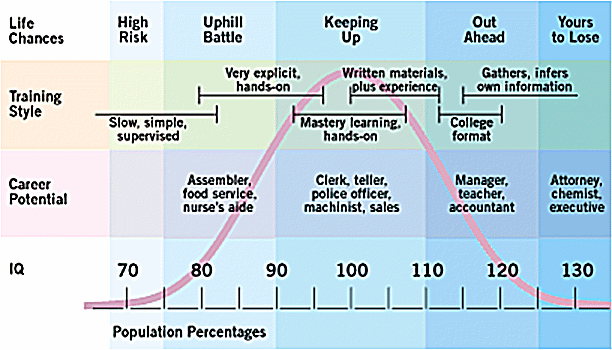 Life Chances
High Risk
Uphill Battle
Keeping Up
Out Ahead
Yours to Lose
Training Style
Very explicit, hands-on
Written materials, plus experience
Gathers, infers own information
Slow, simple, supervised
Mastery learning, hands-on
College format
Career Potential
Assembler, food service, nurse's aide
Clerk, teller, police officer, machinist, sales
Manager, teacher, accountant
Attorney, chemist, executive
IQ
70 80 90 100 110 120 130
Population Percentages